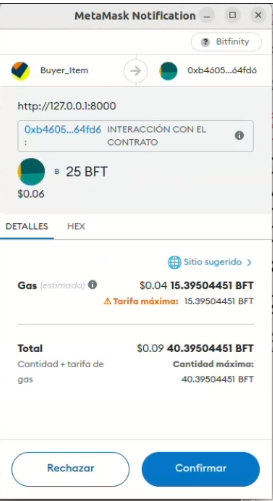 MetaMask Notification
Bitfinity
Buyer_Item
0xb4605...64fd6
http://127.0.0.1:8000
0xb4605...64fd6 INTERACCIÓN CON EL
: CONTRATO
B 25 BFT
$0.06
DETALLES HEX
Sitio sugerido >
Gas (estimada) $0.04 15.39504451 BFT
Tarifa máxima: 15.39504451 BFT
Total $0.09 40.39504451 BFT
Cantidad + tarifa de Cantidad máxima:
gas 40.39504451 BFT
Rechazar Confirmar